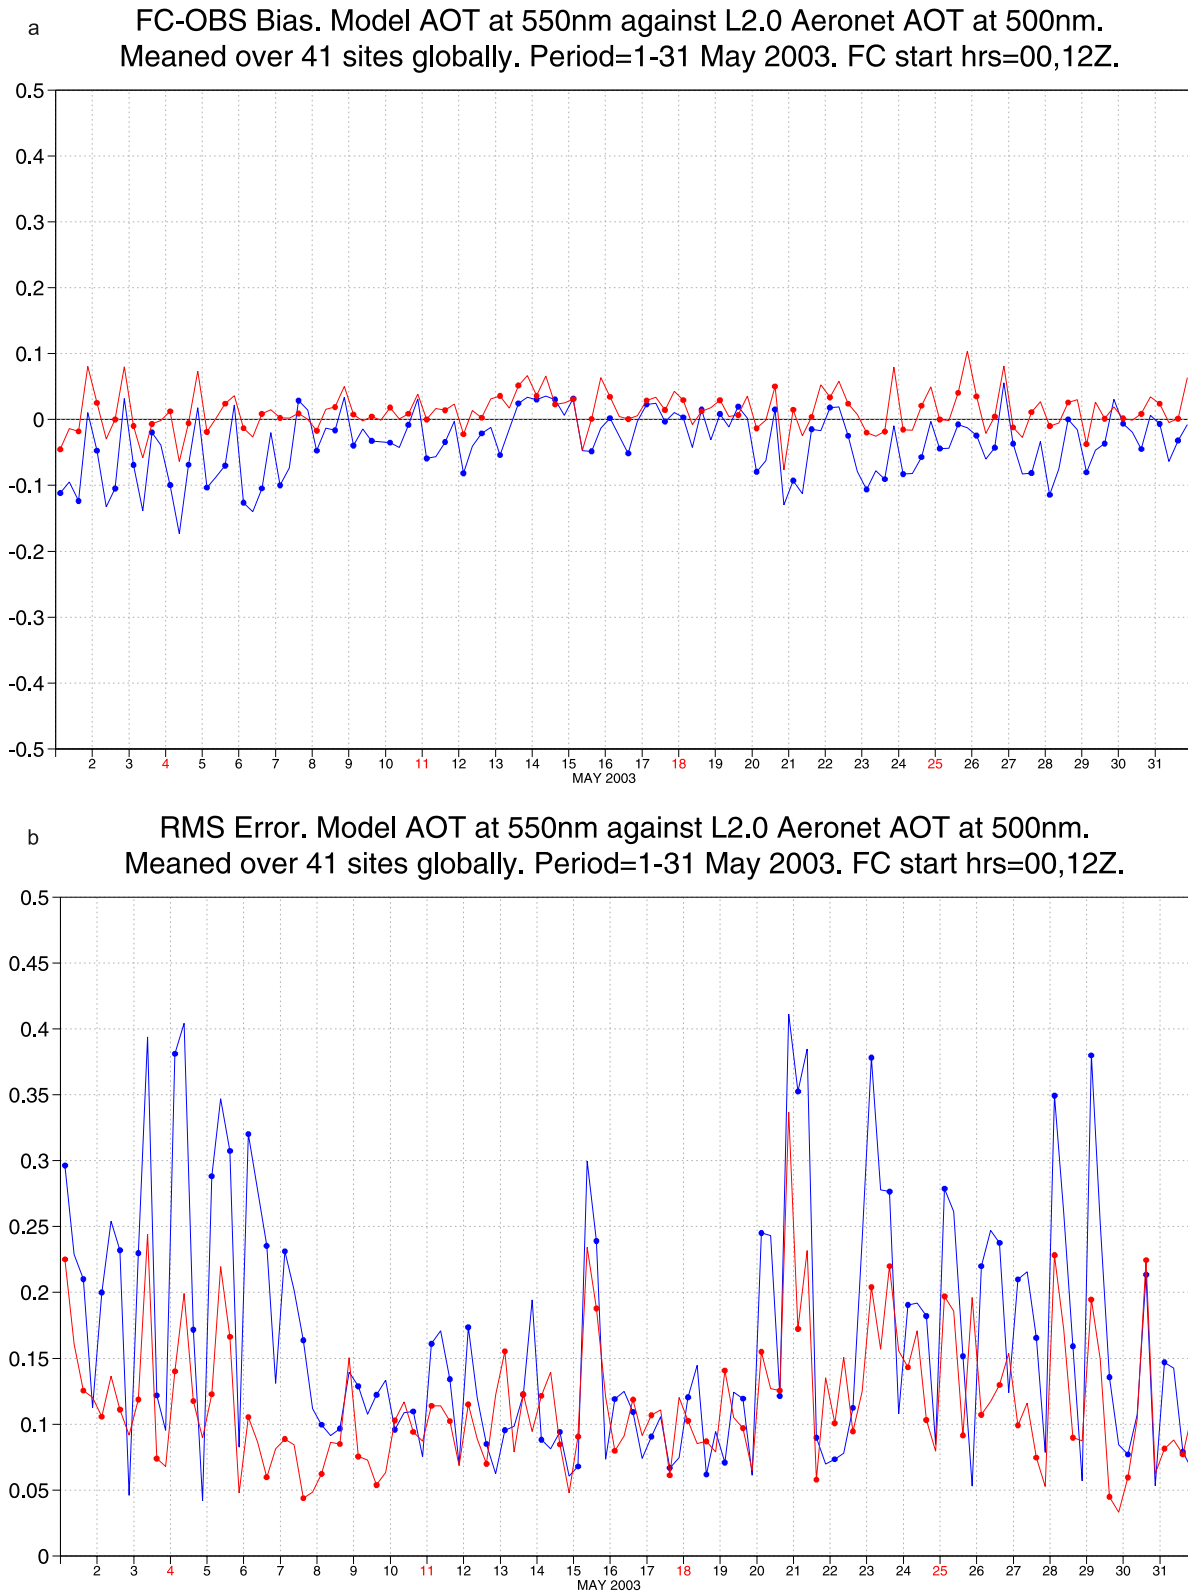 a
FC-OBS Bias. Model AOT at 550nm against L2.0 Aeronet AOT at 500nm.
Meaned over 41 sites globally. Period=1-31 May 2003. FC start hrs=00,12Z.
0.5
0.4
0.3
0.2
0.1
0
-0.1
-0.2
-0.3
-0.4
-0.5
2 3 4 5 6 7 8 9 10 11 12 13 14 15 16 17 18 19 20 21 22 23 24 25 26 27 28 29 30 31
MAY 2003
b
RMS Error. Model AOT at 550nm against L2.0 Aeronet AOT at 500nm.
Meaned over 41 sites globally. Period=1-31 May 2003. FC start hrs=00,12Z.
0.5
0.45
0.4
0.35
0.3
0.25
0.2
0.15
0.1
0.05
0
2 3 4 5 6 7 8 9 10 11 12 13 14 15 16 17 18 19 20 21 22 23 24 25 26 27 28 29 30 31
MAY 2003